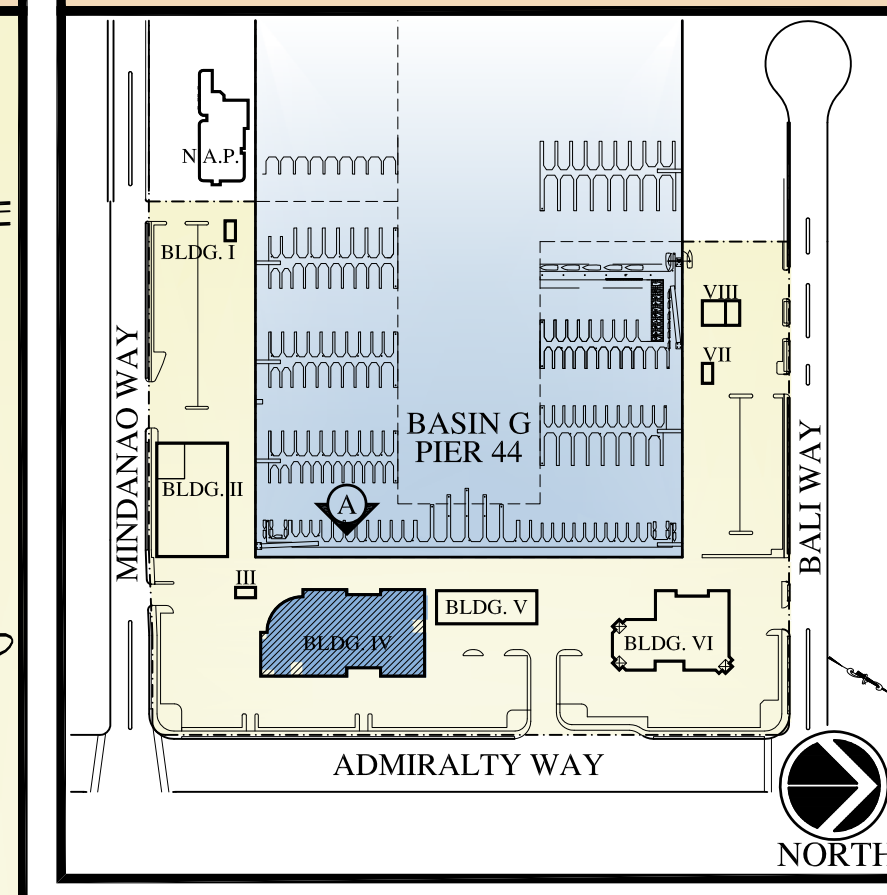 N.A.P.
BLDG. I
VIII
VII
MINDANAO WAY
BASIN G
PIER 44
BALI WAY
BLDG. II
A
III
BLDG. IV
BLDG. V
BLDG. VI
ADMIRALTY WAY
NORTH